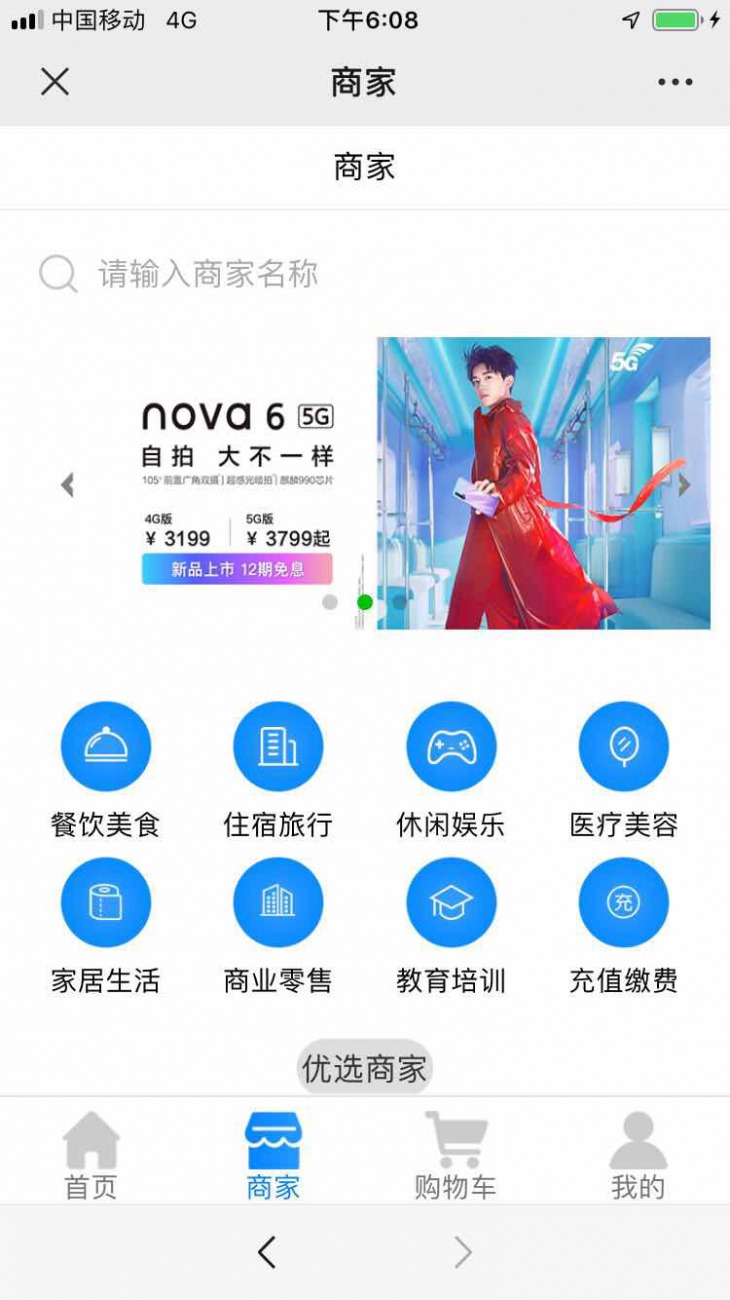 中国移动 4G 下午6:08
商家
商家
请输入商家名称
5G
nova 6 5G
自拍 大不一样
105°前置广角双摄 | 超感光暗拍 | 麒麟990芯片
4G版 5G版
¥ 3199 ¥ 3799起
新品上市 12期免息
餐饮美食 住宿旅行 休闲娱乐 医疗美容
充
家居生活 商业零售 教育培训 充值缴费
优选商家
首页 商家 购物车 我的